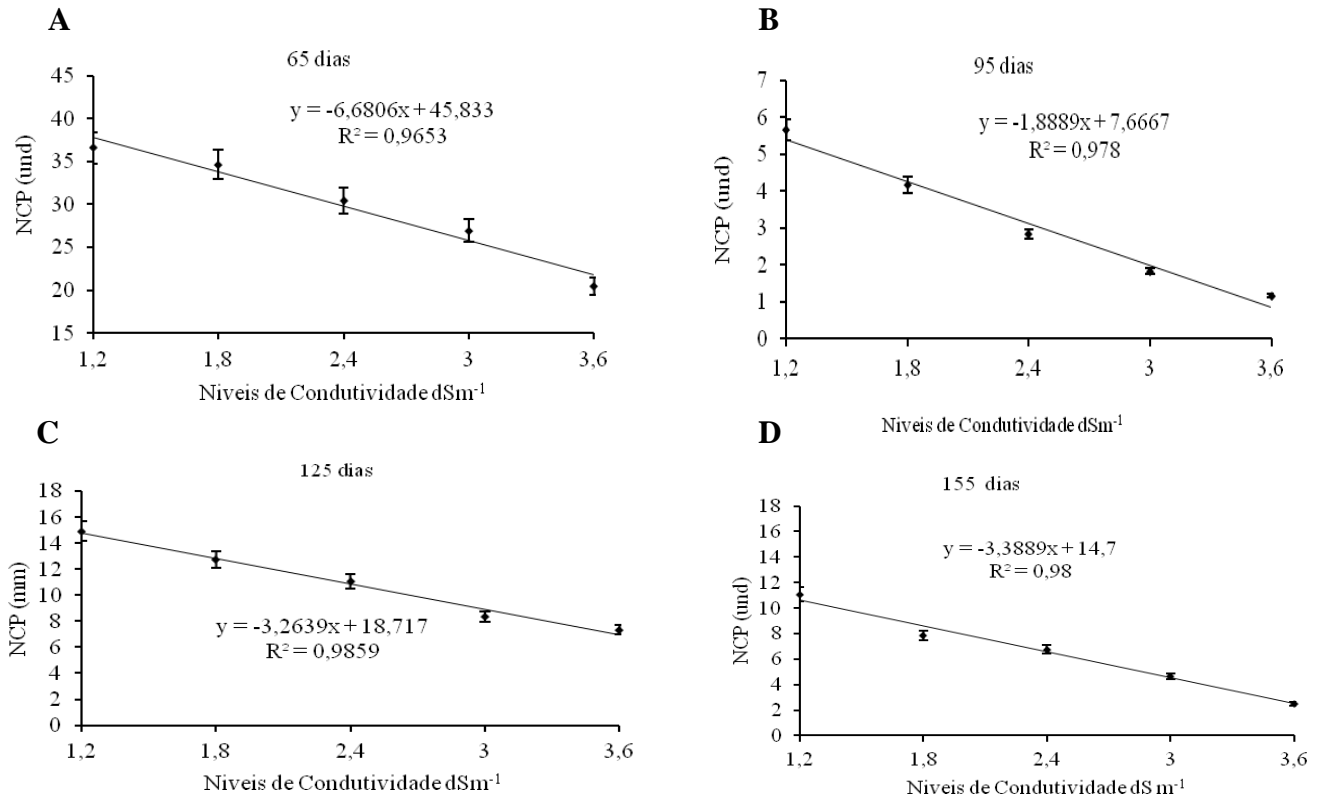 A
65 dias
y = -6,6806x + 45,833
R² = 0,9653
NCP (und)
45
40
35
30
25
20
15
1,2 1,8 2,4 3 3,6
Niveis de Condutividade dSm⁻¹
B
95 dias
y = -1,8889x + 7,6667
R² = 0,978
NCP (und)
7
6
5
4
3
2
1
0
1,2 1,8 2,4 3 3,6
Niveis de Condutividade dSm⁻¹
C
125 dias
y = -3,2639x + 18,717
R² = 0,9859
NCP (mm)
18
16
14
12
10
8
6
4
2
0
1,2 1,8 2,4 3 3,6
Niveis de Condutividade dSm⁻¹
D
155 dias
y = -3,3889x + 14,7
R² = 0,98
NCP (und)
18
16
14
12
10
8
6
4
2
0
1,2 1,8 2,4 3 3,6
Niveis de Condutividade dS m⁻¹